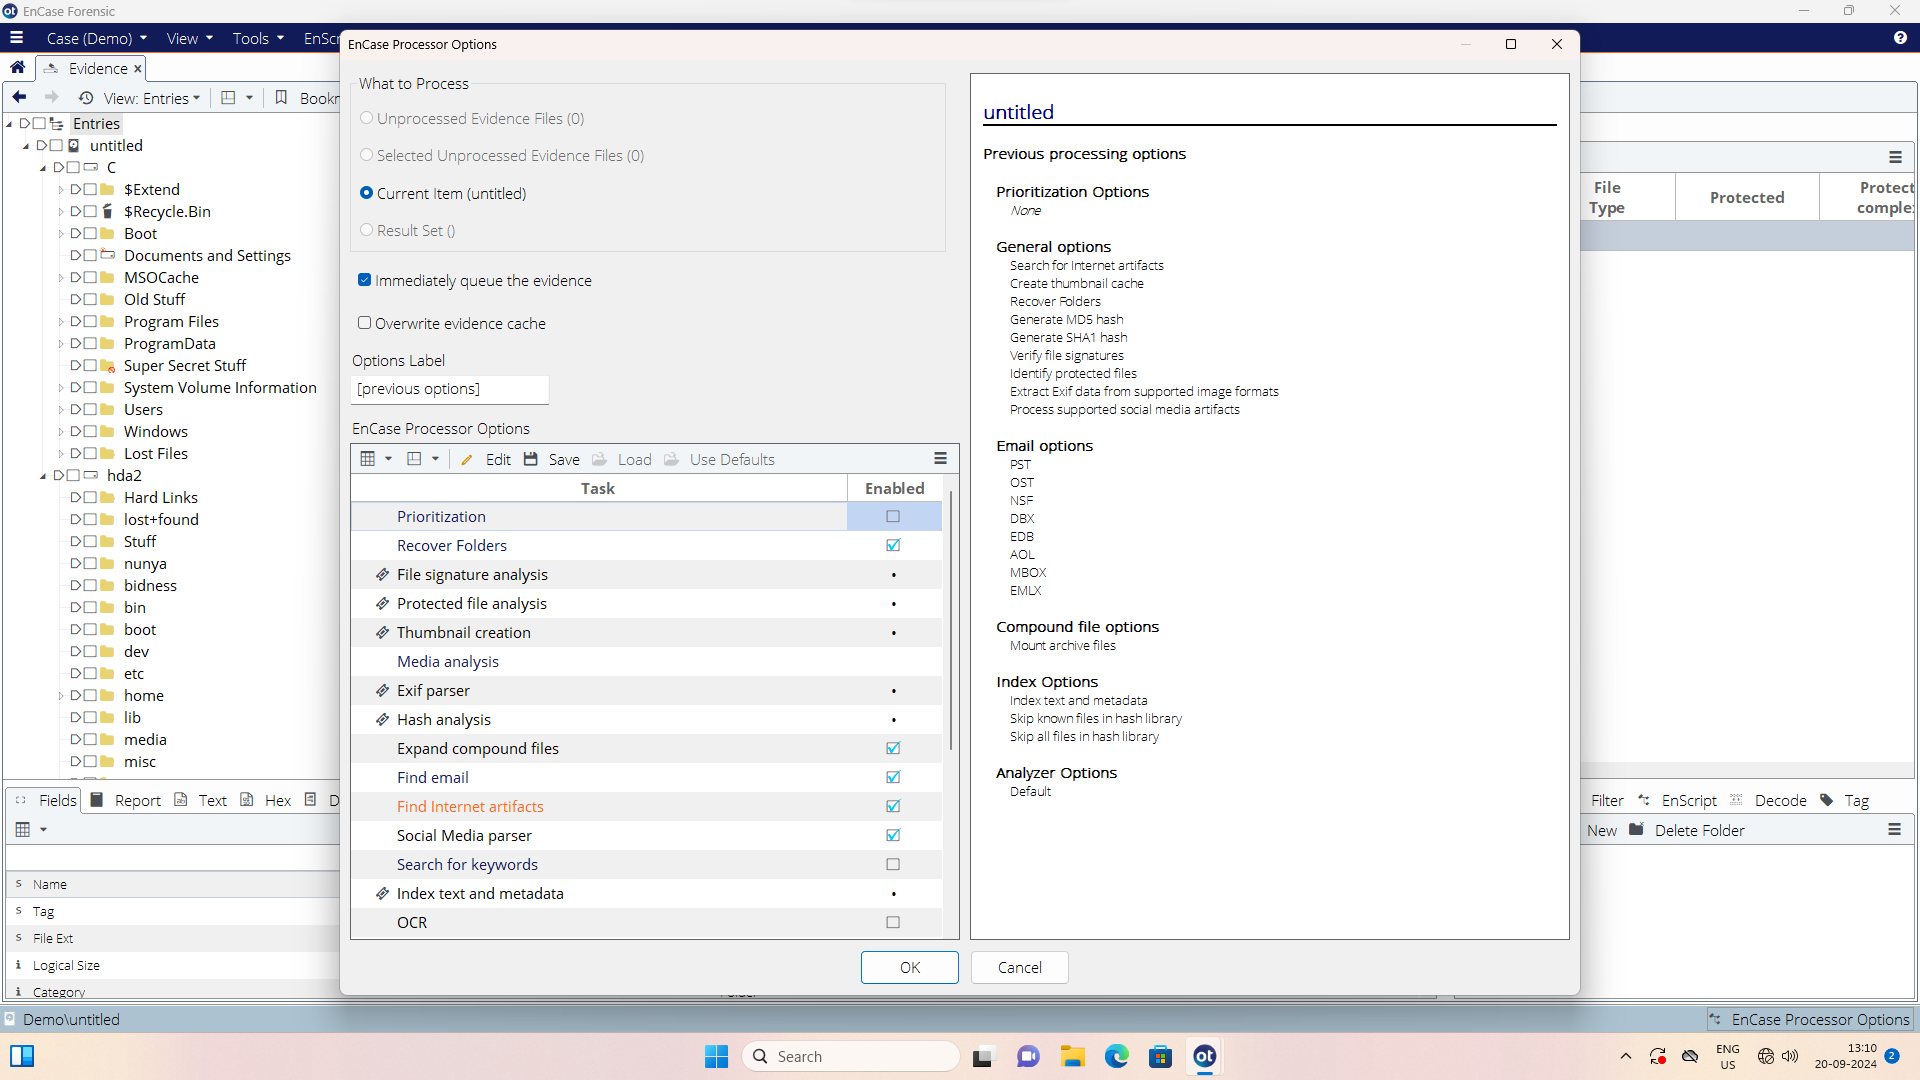 EnCase Forensic
Case (Demo) View Tools EnScr
Evidence
View: Entries Bookr
Entries
untitled
C
$Extend
$Recycle.Bin
Boot
Documents and Settings
MSOCache
Old Stuff
Program Files
ProgramData
Super Secret Stuff
System Volume Information
Users
Windows
Lost Files
hda2
Hard Links
lost+found
Stuff
nunya
bidness
bin
boot
dev
etc
home
lib
media
misc
Fields Report Text Hex D
S Name
S Tag
S File Ext
i Logical Size
i Category
EnCase Processor Options
What to Process
Unprocessed Evidence Files (0)
Selected Unprocessed Evidence Files (0)
Current Item (untitled)
Result Set ()
Immediately queue the evidence
Overwrite evidence cache
Options Label
[previous options]
EnCase Processor Options
Edit Save Load Use Defaults
Task Enabled
Prioritization
Recover Folders
File signature analysis
Protected file analysis
Thumbnail creation
Media analysis
Exif parser
Hash analysis
Expand compound files
Find email
Find Internet artifacts
Social Media parser
Search for keywords
Index text and metadata
OCR
untitled
Previous processing options
Prioritization Options
None
General options
Search for Internet artifacts
Create thumbnail cache
Recover Folders
Generate MD5 hash
Generate SHA1 hash
Verify file signatures
Identify protected files
Extract Exif data from supported image formats
Process supported social media artifacts
Email options
PST
OST
NSF
DBX
EDB
AOL
MBOX
EMLX
Compound file options
Mount archive files
Index Options
Index text and metadata
Skip known files in hash library
Skip all files in hash library
Analyzer Options
Default
OK Cancel
File Type Protected Protect comple
Filter EnScript Decode Tag
New Delete Folder
Demo\untitled
EnCase Processor Options
ot Search ot
ENG
US
13:10
20-09-2024
2